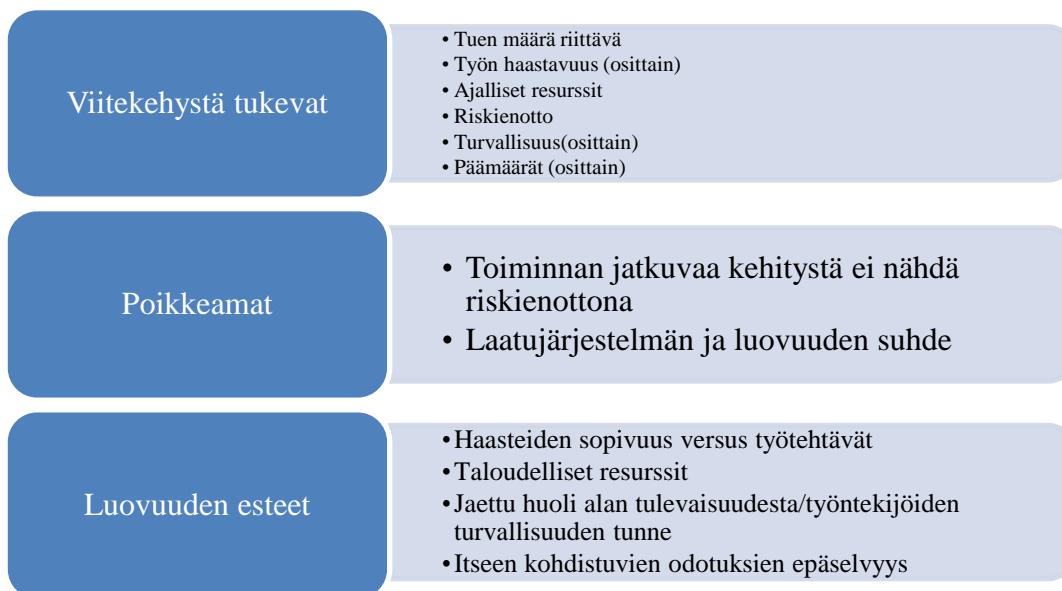 Viitekehystä tukevat
• Tuen määrä riittävä
• Työn haastavuus (osittain)
• Ajalliset resurssit
• Riskienotto
• Turvallisuus(osittain)
• Päämäärät (osittain)
Poikkeamat
• Toiminnan jatkuvaa kehitystä ei nähdä
riskienottona
• Laatujärjestelmän ja luovuuden suhde
Luovuuden esteet
•Haasteiden sopivuus versus työtehtävät
•Taloudelliset resurssit
•Jaettu huoli alan tulevaisuudesta/työntekijöiden
turvallisuuden tunne
•Itseen kohdistuvien odotuksien epäselvyys